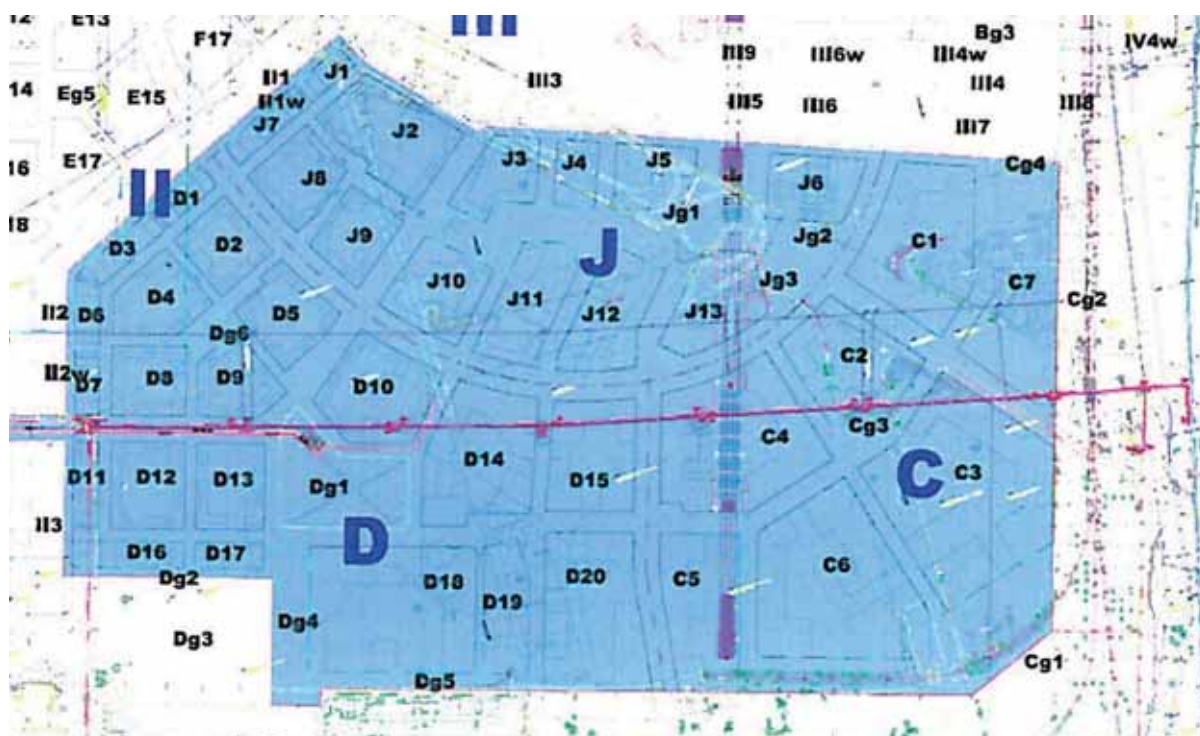 12 E13 III Bg3
F17 III9 III6w III4w IV4w
14 Eg5 E15 II1 J1 III3 III4
II1w III5 III6 III8
J7 J2 III7
16 E17 J3 J4 J5 Cg4
J8 J6
II D1 Jg1
18 D3 D2 J9 Jg2 C1
J
J10 Jg3 C7
D4 J11 J12 J13 Cg2
II2 D6 D5
Dg6
C2
II2w D7 D8 D9 D10
Cg3
C4
D14 C C3
D11 D12 D13 Dg1 D15
II3
D
D16 D17
Dg2 D18 D20 C5 C6
D19
Dg4
Dg3
Cg1
Dg5